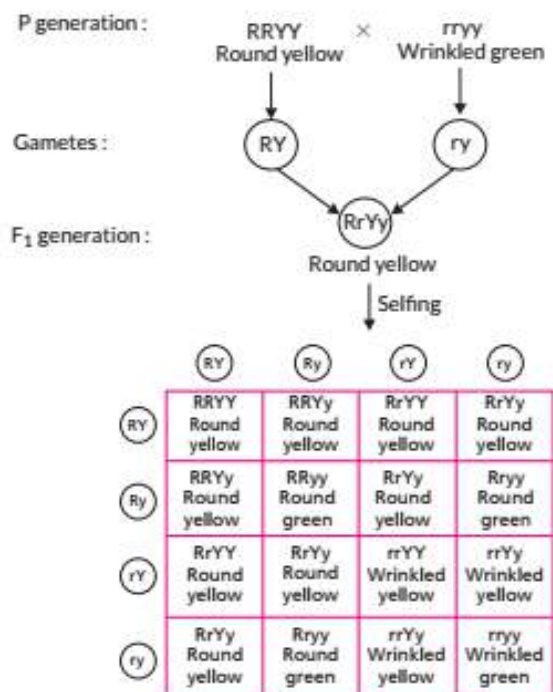 P generation :
RRYY × rryy
Round yellow Wrinkled green
Gametes :
RY ry
RrYy
F1 generation :
Round yellow
Selfing
RY Ry rY ry
RY
RRYY RRYy RrYY RrYy
Round Round Round Round
yellow yellow yellow yellow
Ry
RRYy RRyy RrYy Rryy
Round Round Round Round
yellow green yellow green
rY
RrYY RrYy rrYY rrYy
Round Round Wrinkled Wrinkled
yellow yellow yellow yellow
ry
RrYy Rryy rrYy rryy
Round Round Wrinkled Wrinkled
yellow green yellow green